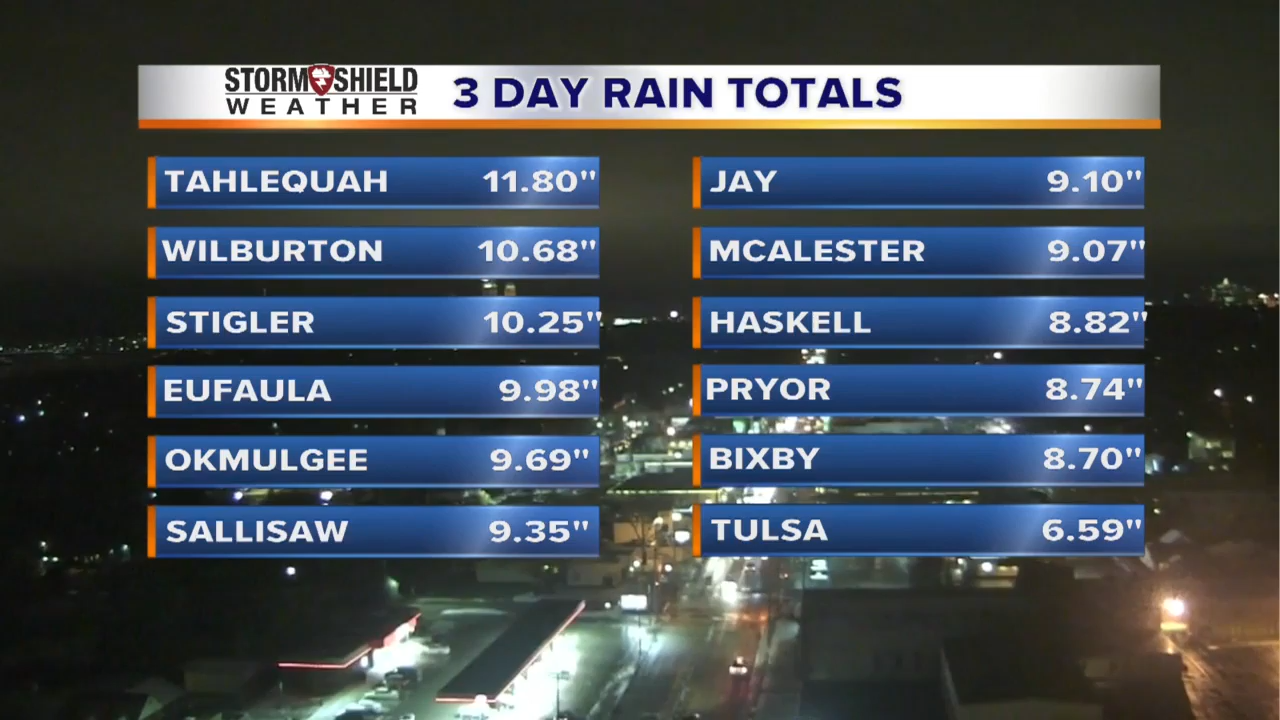 STORM SHIELD
WEATHER
3 DAY RAIN TOTALS
TAHLEQUAH 11.80"
WILBURTON 10.68"
STIGLER 10.25"
EUFAULA 9.98"
OKMULGEE 9.69"
SALLISAW 9.35"
JAY 9.10"
MCALESTER 9.07"
HASKELL 8.82"
PRYOR 8.74"
BIXBY 8.70"
TULSA 6.59"